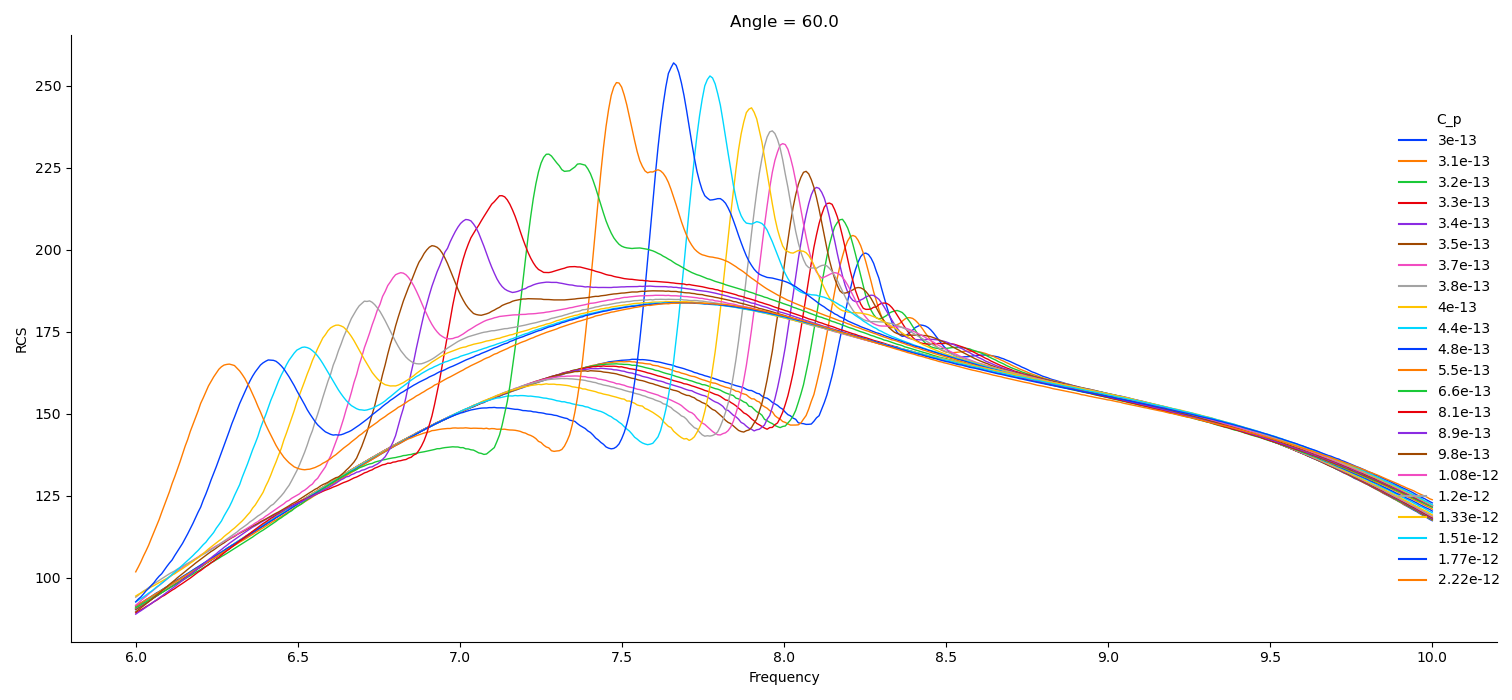 Angle = 60.0
RCS
250
225
200
175
150
125
100
6.0 6.5 7.0 7.5 8.0 8.5 9.0 9.5 10.0
Frequency
C_p
3e-13
3.1e-13
3.2e-13
3.3e-13
3.4e-13
3.5e-13
3.7e-13
3.8e-13
4e-13
4.4e-13
4.8e-13
5.5e-13
6.6e-13
8.1e-13
8.9e-13
9.8e-13
1.08e-12
1.2e-12
1.33e-12
1.51e-12
1.77e-12
2.22e-12